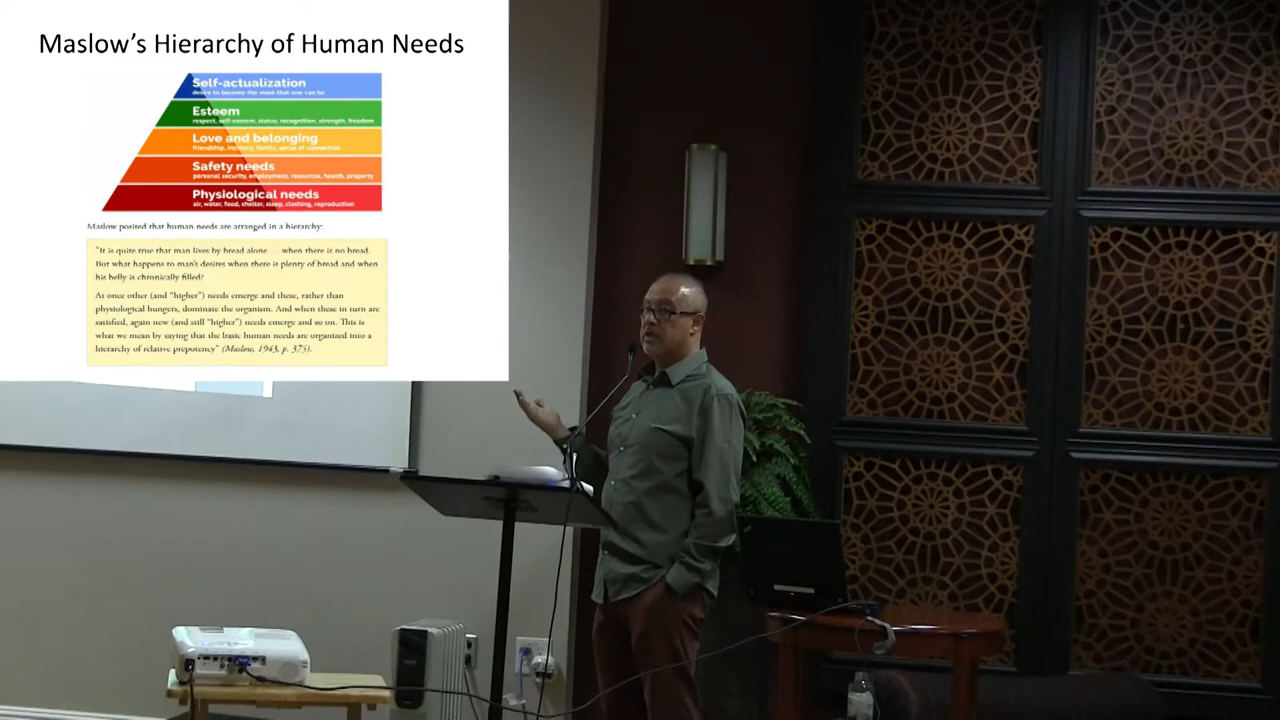 Maslow's Hierarchy of Human Needs
Self-actualization
desire to become the most that one can be
Esteem
respect, self-esteem, status, recognition, strength, freedom
Love and belonging
friendship, intimacy, family, sense of connection
Safety needs
personal security, employment, resources, health, property
Physiological needs
air, water, food, shelter, sleep, clothing, reproduction
Maslow posited that human needs are arranged in a hierarchy:
"It is quite true that man lives by bread alone — when there is no bread.
But what happens to man's desires when there is plenty of bread and when
his belly is chronically filled?
At once other (and "higher") needs emerge and these, rather than
physiological hungers, dominate the organism. And when these in turn are
satisfied, again new (and still "higher") needs emerge and so on. This is
what we mean by saying that the basic human needs are organized into a
hierarchy of relative prepotency" (Maslow, 1943, p. 375).